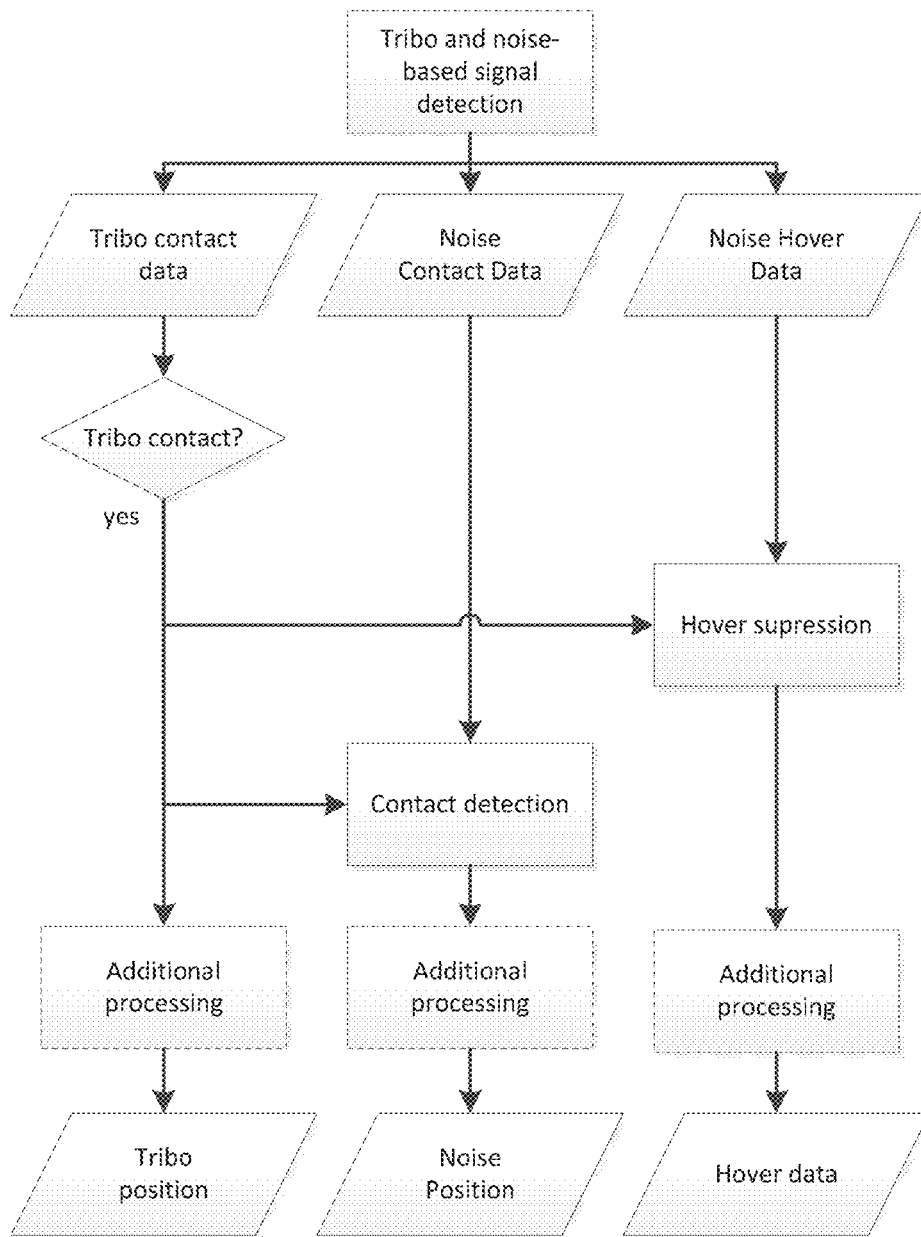 Tribo and noise-
based signal
detection
Tribo contact
data
Noise
Contact Data
Noise Hover
Data
Tribo contact?
yes
Hover supression
Contact detection
Additional
processing
Additional
processing
Additional
processing
Tribo
position
Noise
Position
Hover data